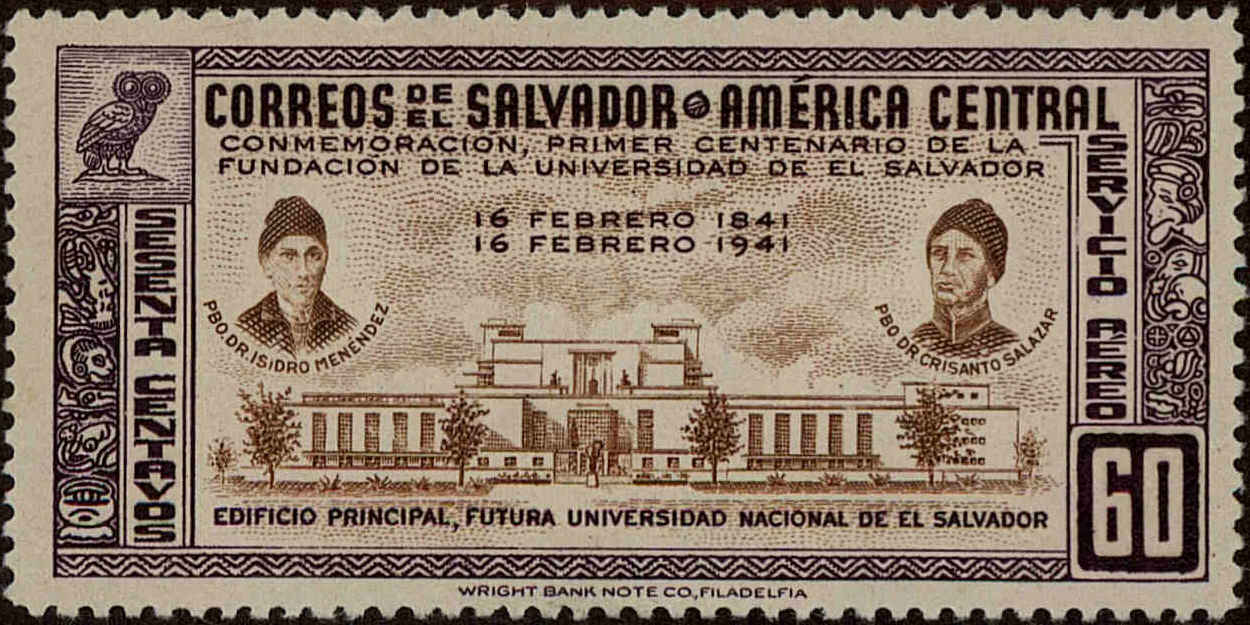 CORREOS DE EL SALVADOR AMÉRICA CENTRAL
CONMEMORACION, PRIMER CENTENARIO DE LA
FUNDACION DE LA UNIVERSIDAD DE EL SALVADOR
16 FEBRERO 1841
16 FEBRERO 1941
PBO. DR. ISIDRO MENENDEZ
PBO DR CRISANTO SALAZAR
SESENTA CENTAVOS
SERVICIO AEREO
60
EDIFICIO PRINCIPAL, FUTURA UNIVERSIDAD NACIONAL DE EL SALVADOR
WRIGHT BANK NOTE CO., FILADELFIA